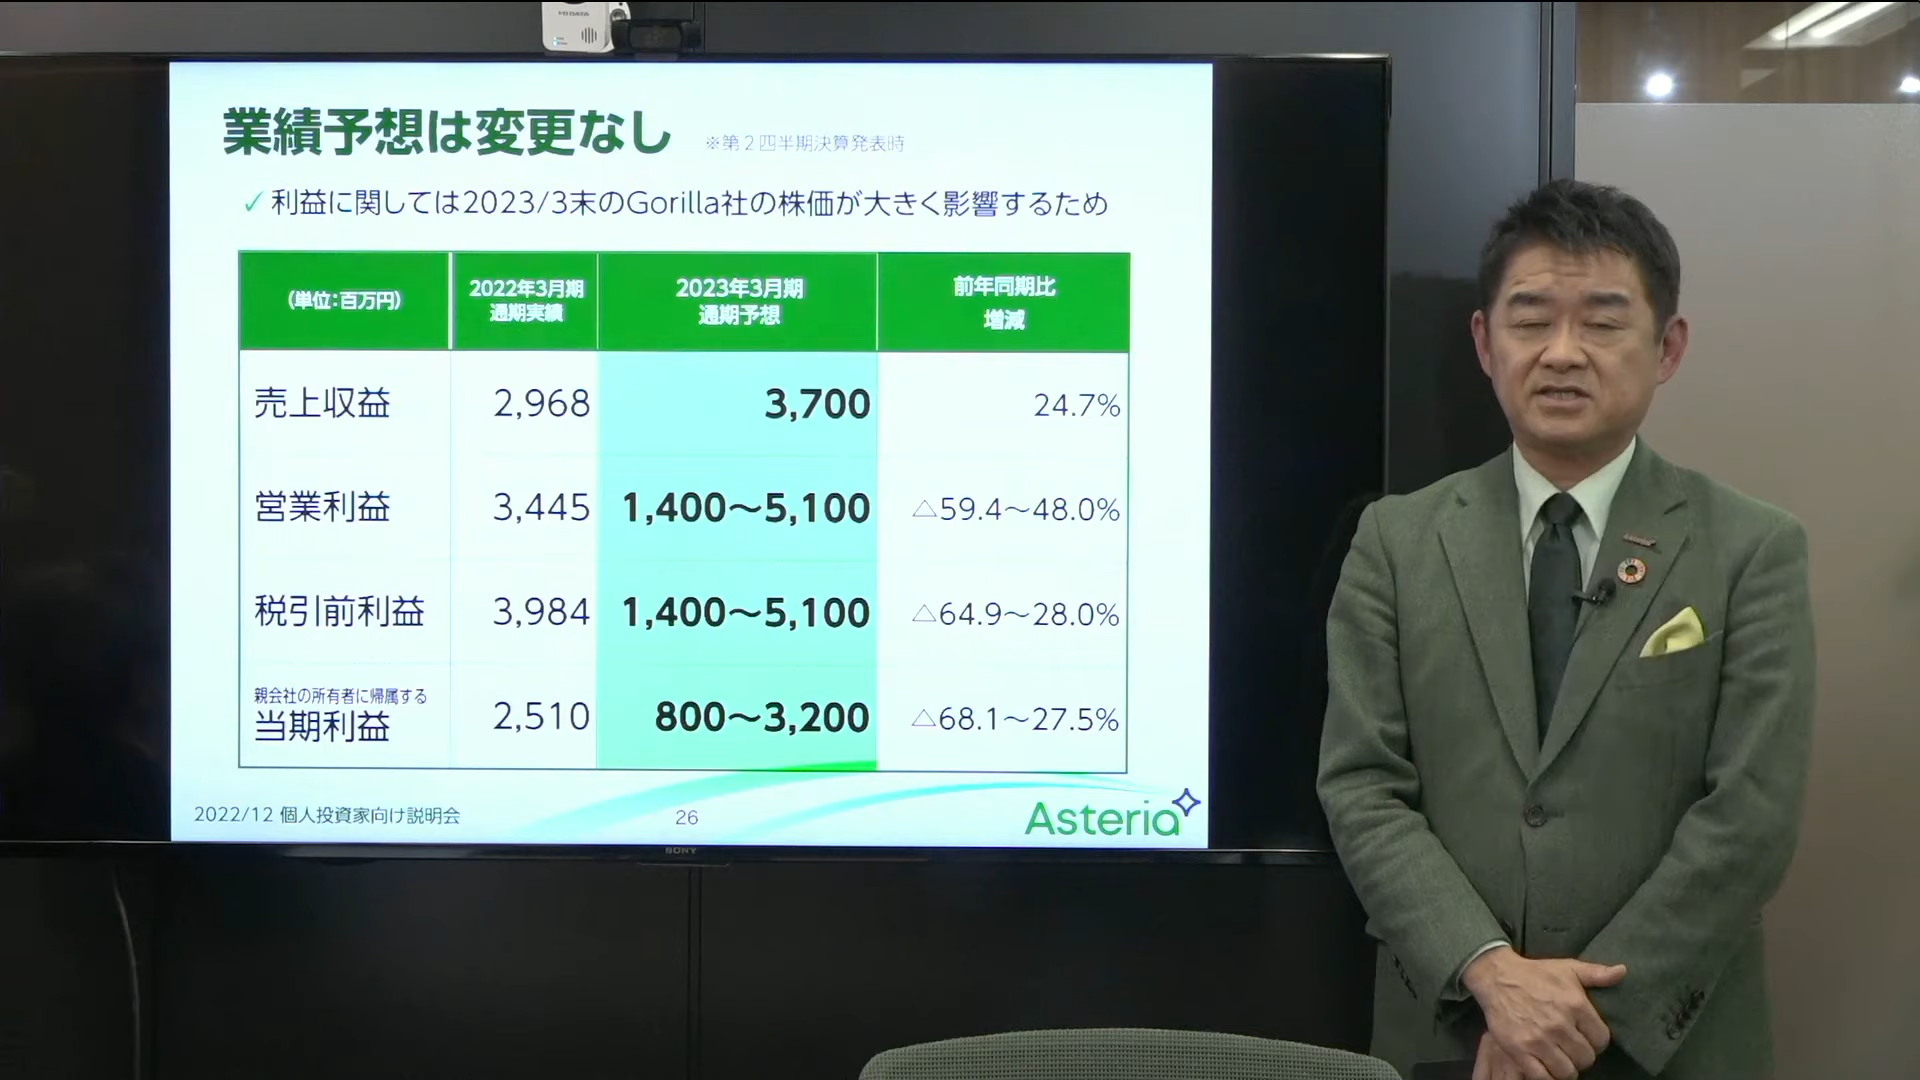 I-O DATA
業績予想は変更なし ※第2四半期決算発表時
✓ 利益に関しては2023/3末のGorilla社の株価が大きく影響するため
(単位:百万円) 2022年3月期 通期実績 2023年3月期 通期予想 前年同期比 増減
売上収益 2,968 3,700 24.7%
営業利益 3,445 1,400〜5,100 △59.4〜48.0%
税引前利益 3,984 1,400〜5,100 △64.9〜28.0%
親会社の所有者に帰属する
当期利益 2,510 800〜3,200 △68.1〜27.5%
2022/12 個人投資家向け説明会 26 Asteria
SONY